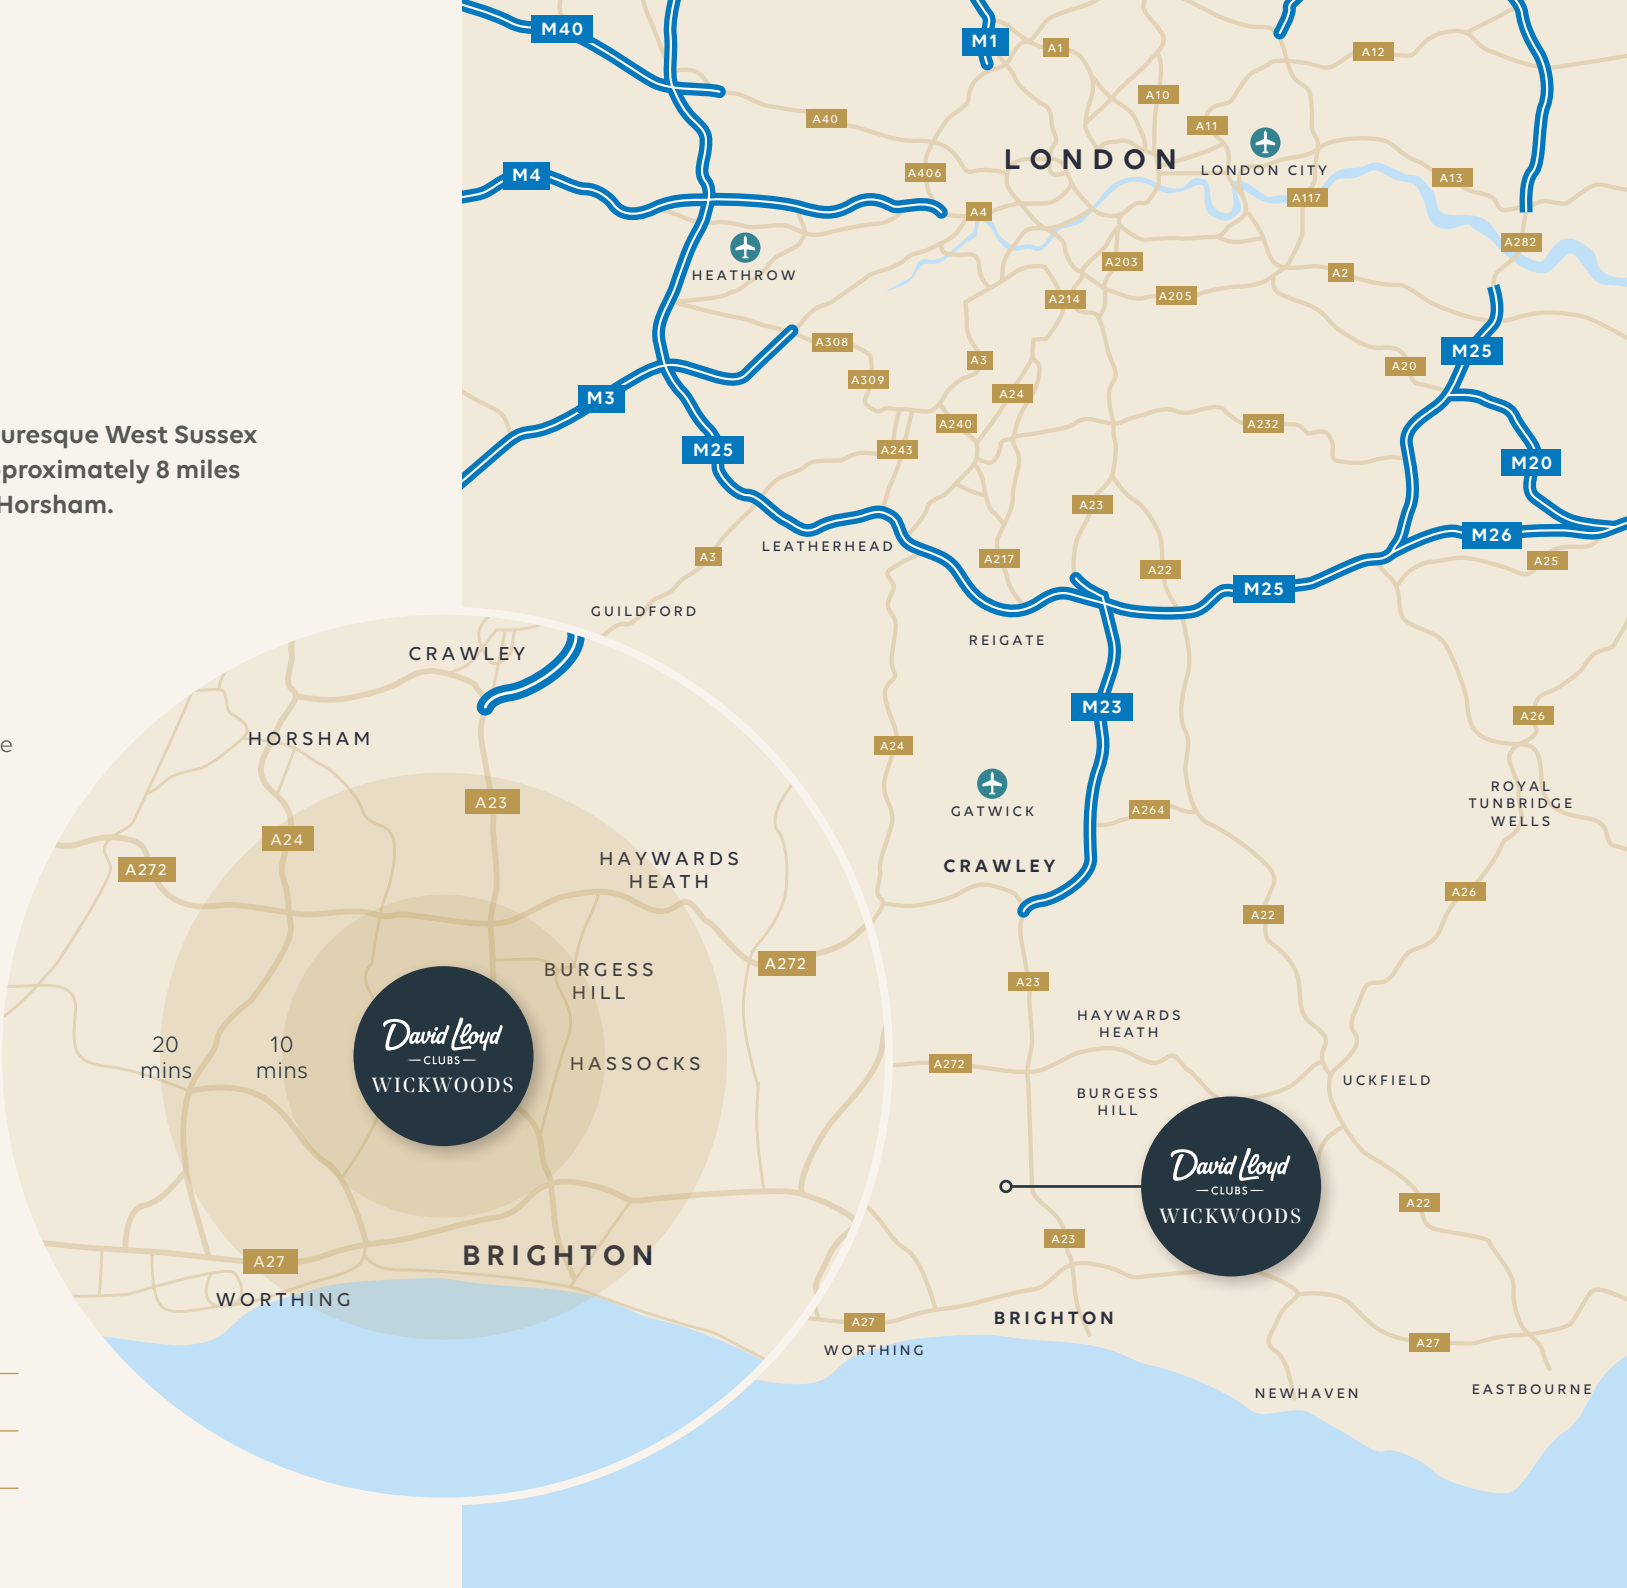 uresque West Sussex
pproximately 8 miles
Horsham.
e
M40
M1
A1
A12
A10
A40
A11
LONDON
LONDON CITY
M4
A406
A13
A117
A4
A282
HEATHROW
A203
A2
A214
A205
A308
M25
A3
A20
A309
A24
M3
A240
A232
M25
A243
M20
A23
M26
LEATHERHEAD
A3
A217
A22
A25
M25
GUILDFORD
REIGATE
M23
A26
A24
GATWICK
A264
ROYAL
TUNBRIDGE
WELLS
CRAWLEY
A26
A22
A23
HAYWARDS
HEATH
A272
BURGESS
HILL
UCKFIELD
David Lloyd
CLUBS
WICKWOODS
A22
A23
BRIGHTON
A27
WORTHING
A27
NEWHAVEN
EASTBOURNE
CRAWLEY
HORSHAM
A23
A24
A272
HAYWARDS
HEATH
A272
BURGESS
HILL
20
mins
10
mins
David Lloyd
CLUBS
WICKWOODS
HASSOCKS
BRIGHTON
A27
WORTHING